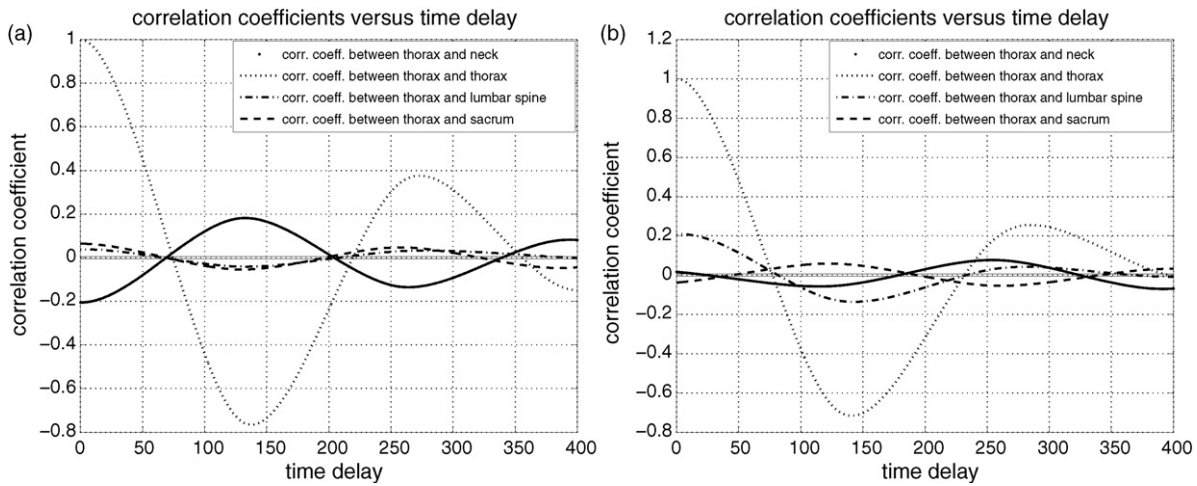 (a)
correlation coefficients versus time delay
corr. coeff. between thorax and neck
corr. coeff. between thorax and thorax
corr. coeff. between thorax and lumbar spine
corr. coeff. between thorax and sacrum
correlation coefficient
1
0.8
0.6
0.4
0.2
0
−0.2
−0.4
−0.6
−0.8
0 50 100 150 200 250 300 350 400
time delay
(b)
correlation coefficients versus time delay
corr. coeff. between thorax and neck
corr. coeff. between thorax and thorax
corr. coeff. between thorax and lumbar spine
corr. coeff. between thorax and sacrum
correlation coefficient
1.2
1
0.8
0.6
0.4
0.2
0
−0.2
−0.4
−0.6
−0.8
0 50 100 150 200 250 300 350 400
time delay